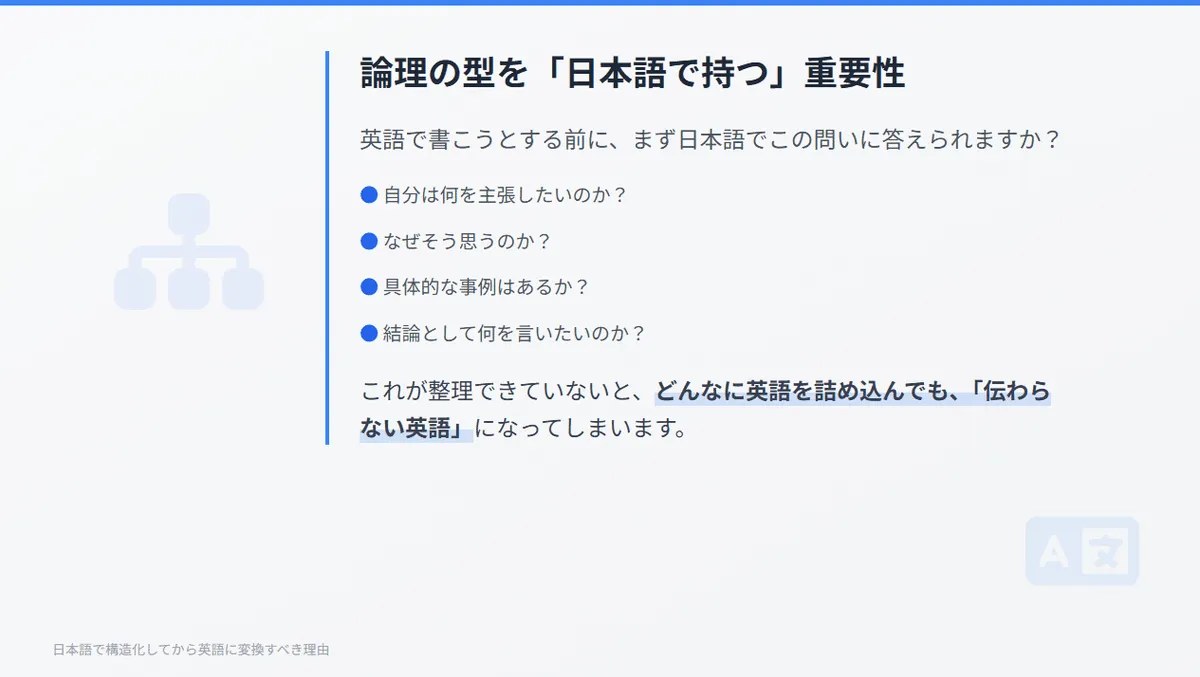 論理の型を「日本語で持つ」重要性
英語で書こうとする前に、まず日本語でこの問いに答えられますか？
● 自分は何を主張したいのか？
● なぜそう思うのか？
● 具体的な事例はあるか？
● 結論として何を言いたいのか？
これが整理できていないと、どんなに英語を詰め込んでも、「伝わら
ない英語」になってしまいます。
A 文
日本語で構造化してから英語に変換すべき理由